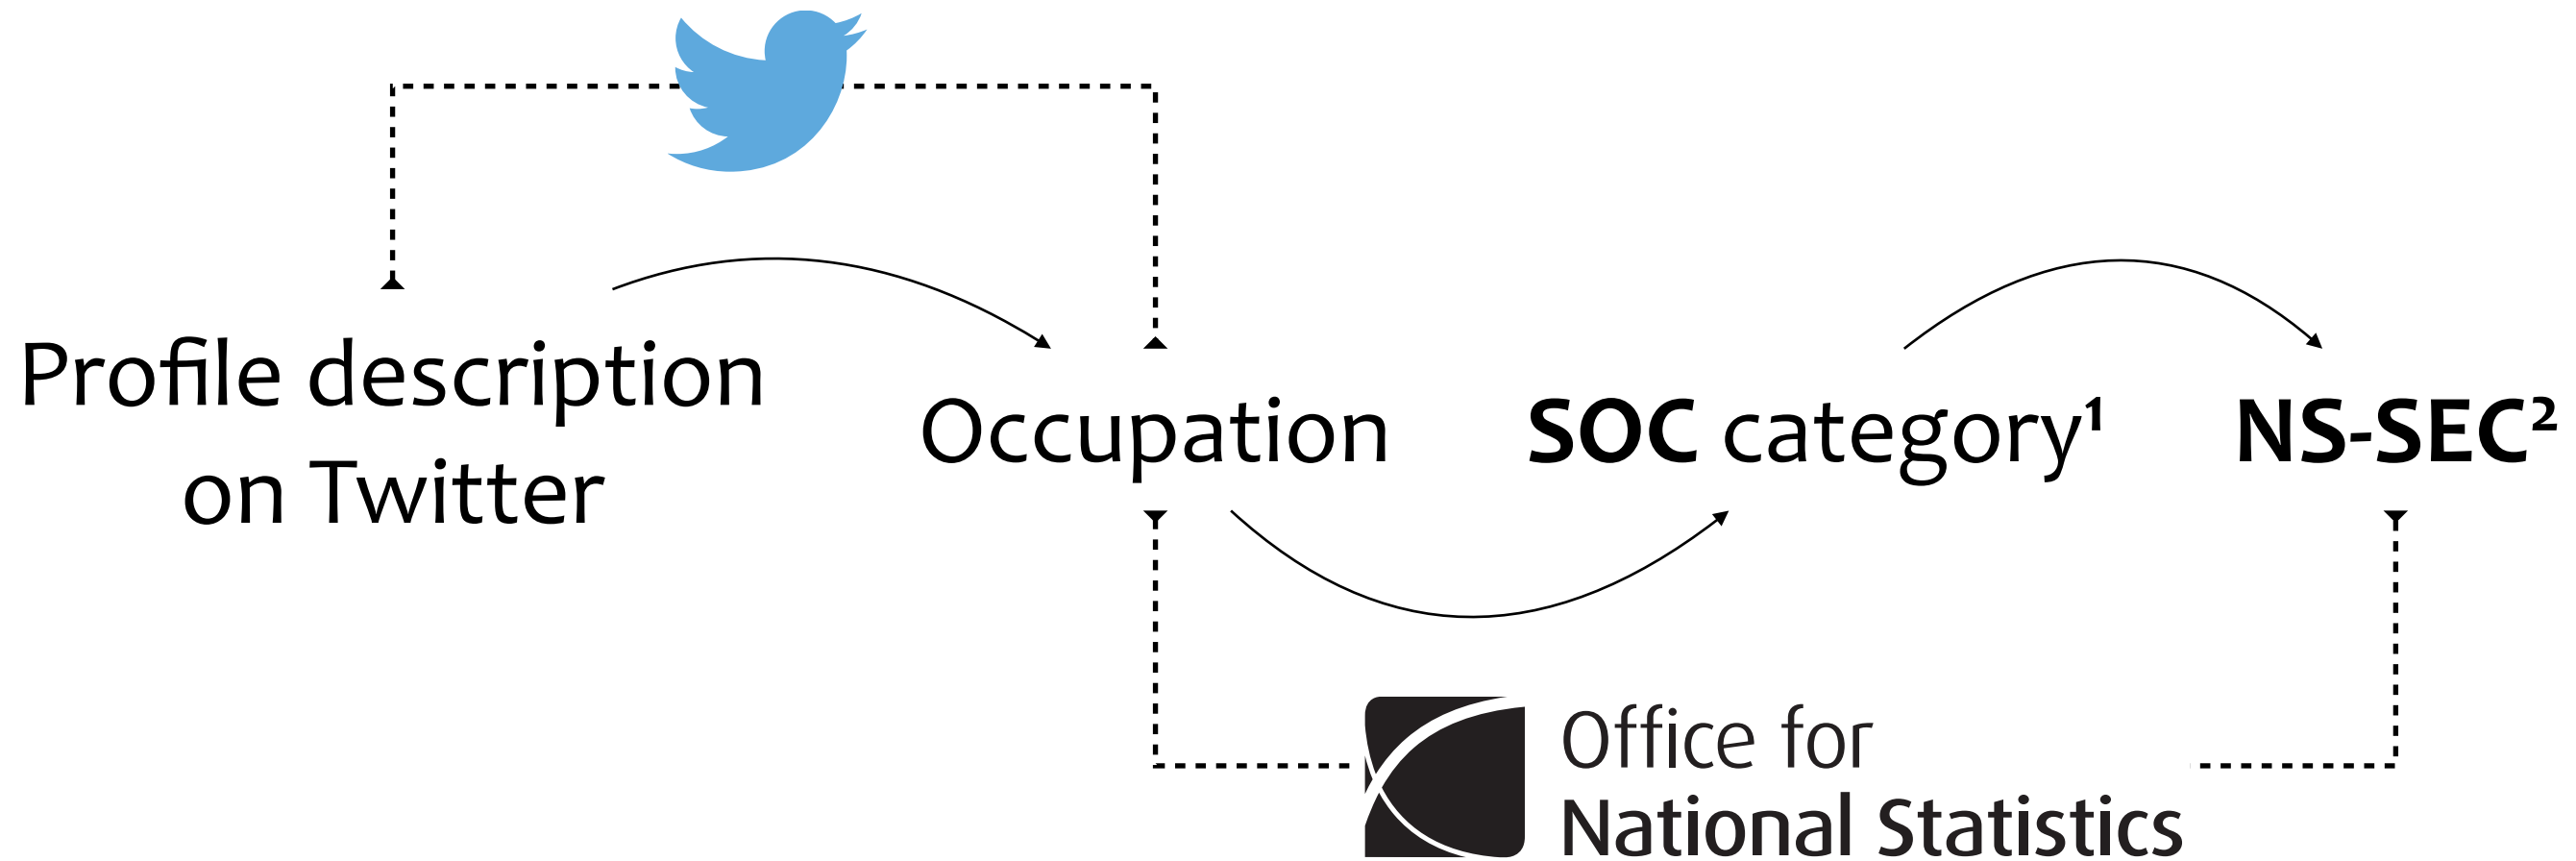 Profile description
on Twitter
Occupation
SOC category¹
NS-SEC²
Office for
National Statistics